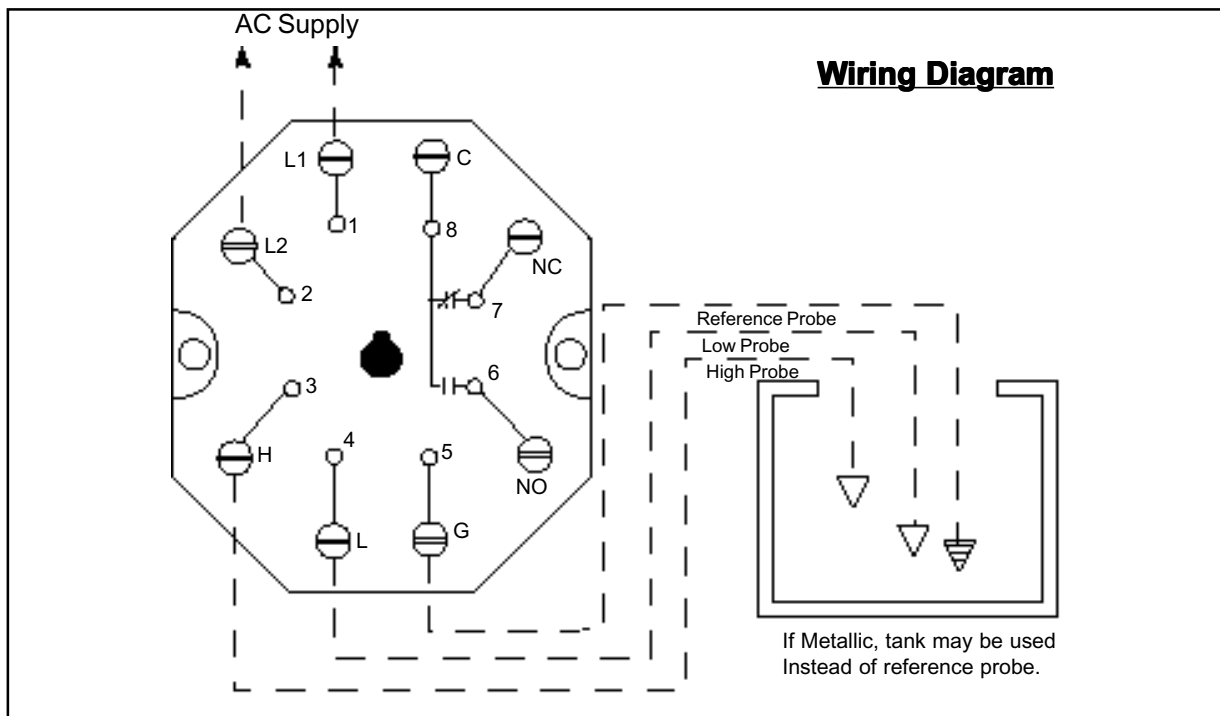 AC Supply
Wiring Diagram
L1
C
1
8
L2
NC
2
7
Reference Probe
Low Probe
High Probe
3
6
4
5
H
NO
L
G
If Metallic, tank may be used
Instead of reference probe.